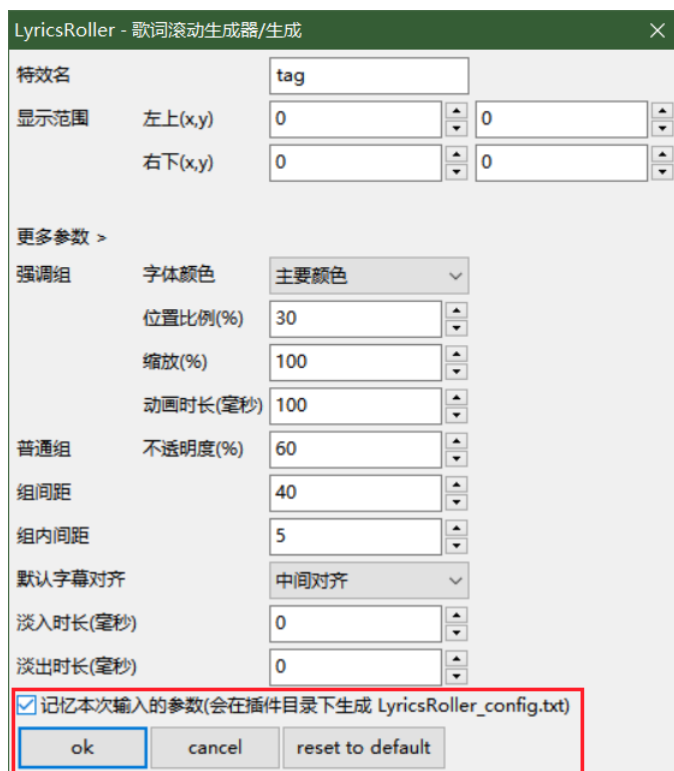 LyricsRoller - 歌词滚动生成器/生成
特效名 tag
显示范围 左上(x,y) 0 0
右下(x,y) 0 0
更多参数 >
强调组 字体颜色 主要颜色
位置比例(%) 30
缩放(%) 100
动画时长(毫秒) 100
普通组 不透明度(%) 60
组间距 40
组内间距 5
默认字幕对齐 中间对齐
淡入时长(毫秒) 0
淡出时长(毫秒) 0
记忆本次输入的参数(会在插件目录下生成 LyricsRoller_config.txt)
ok cancel reset to default